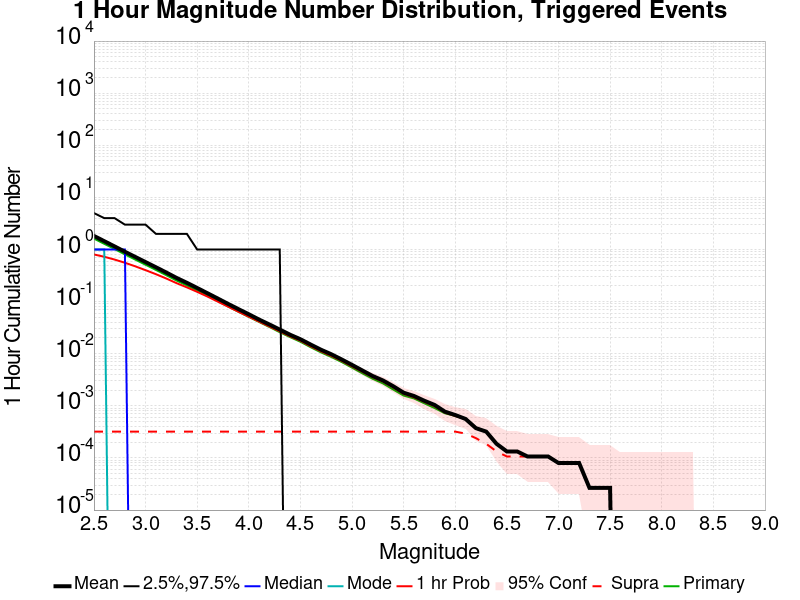 1 Hour Magnitude Number Distribution, Triggered Events
1 Hour Cumulative Number
10^4
10^3
10^2
10^1
10^0
10^-1
10^-2
10^-3
10^-4
10^-5
2.5 3.0 3.5 4.0 4.5 5.0 5.5 6.0 6.5 7.0 7.5 8.0 8.5 9.0
Magnitude
Mean 2.5%,97.5% Median Mode 1 hr Prob 95% Conf Supra Primary